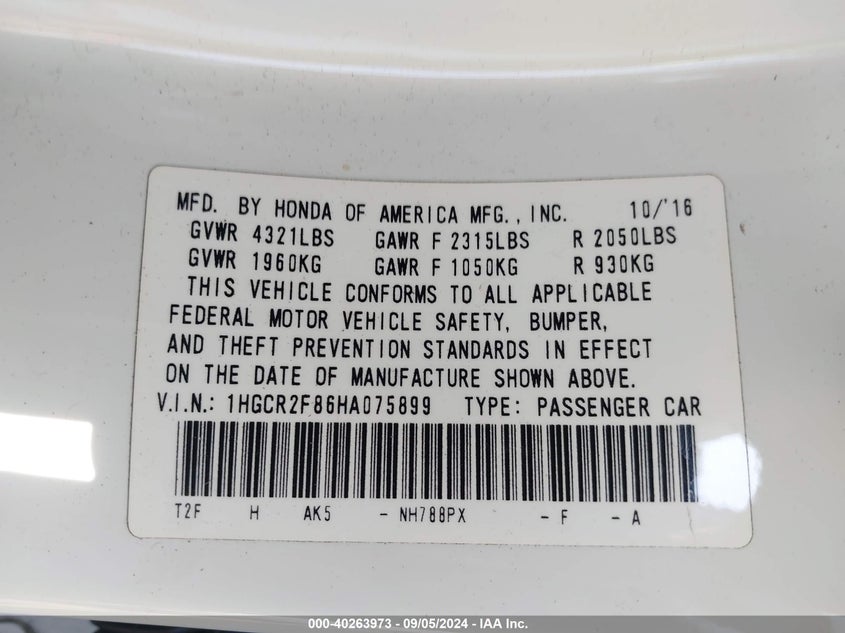 MFD. BY HONDA OF AMERICA MFG., INC. 10/'16
GVWR 4321LBS GAWR F 2315LBS R 2050LBS
GVWR 1960KG GAWR F 1050KG R 930KG
THIS VEHICLE CONFORMS TO ALL APPLICABLE
FEDERAL MOTOR VEHICLE SAFETY, BUMPER,
AND THEFT PREVENTION STANDARDS IN EFFECT
ON THE DATE OF MANUFACTURE SHOWN ABOVE.
V.I.N.: 1HGCR2F86HA075899 TYPE: PASSENGER CAR
T2F H AK5 - NH788PX - F - A
000-40263973 - 09/05/2024 - IAA Inc.